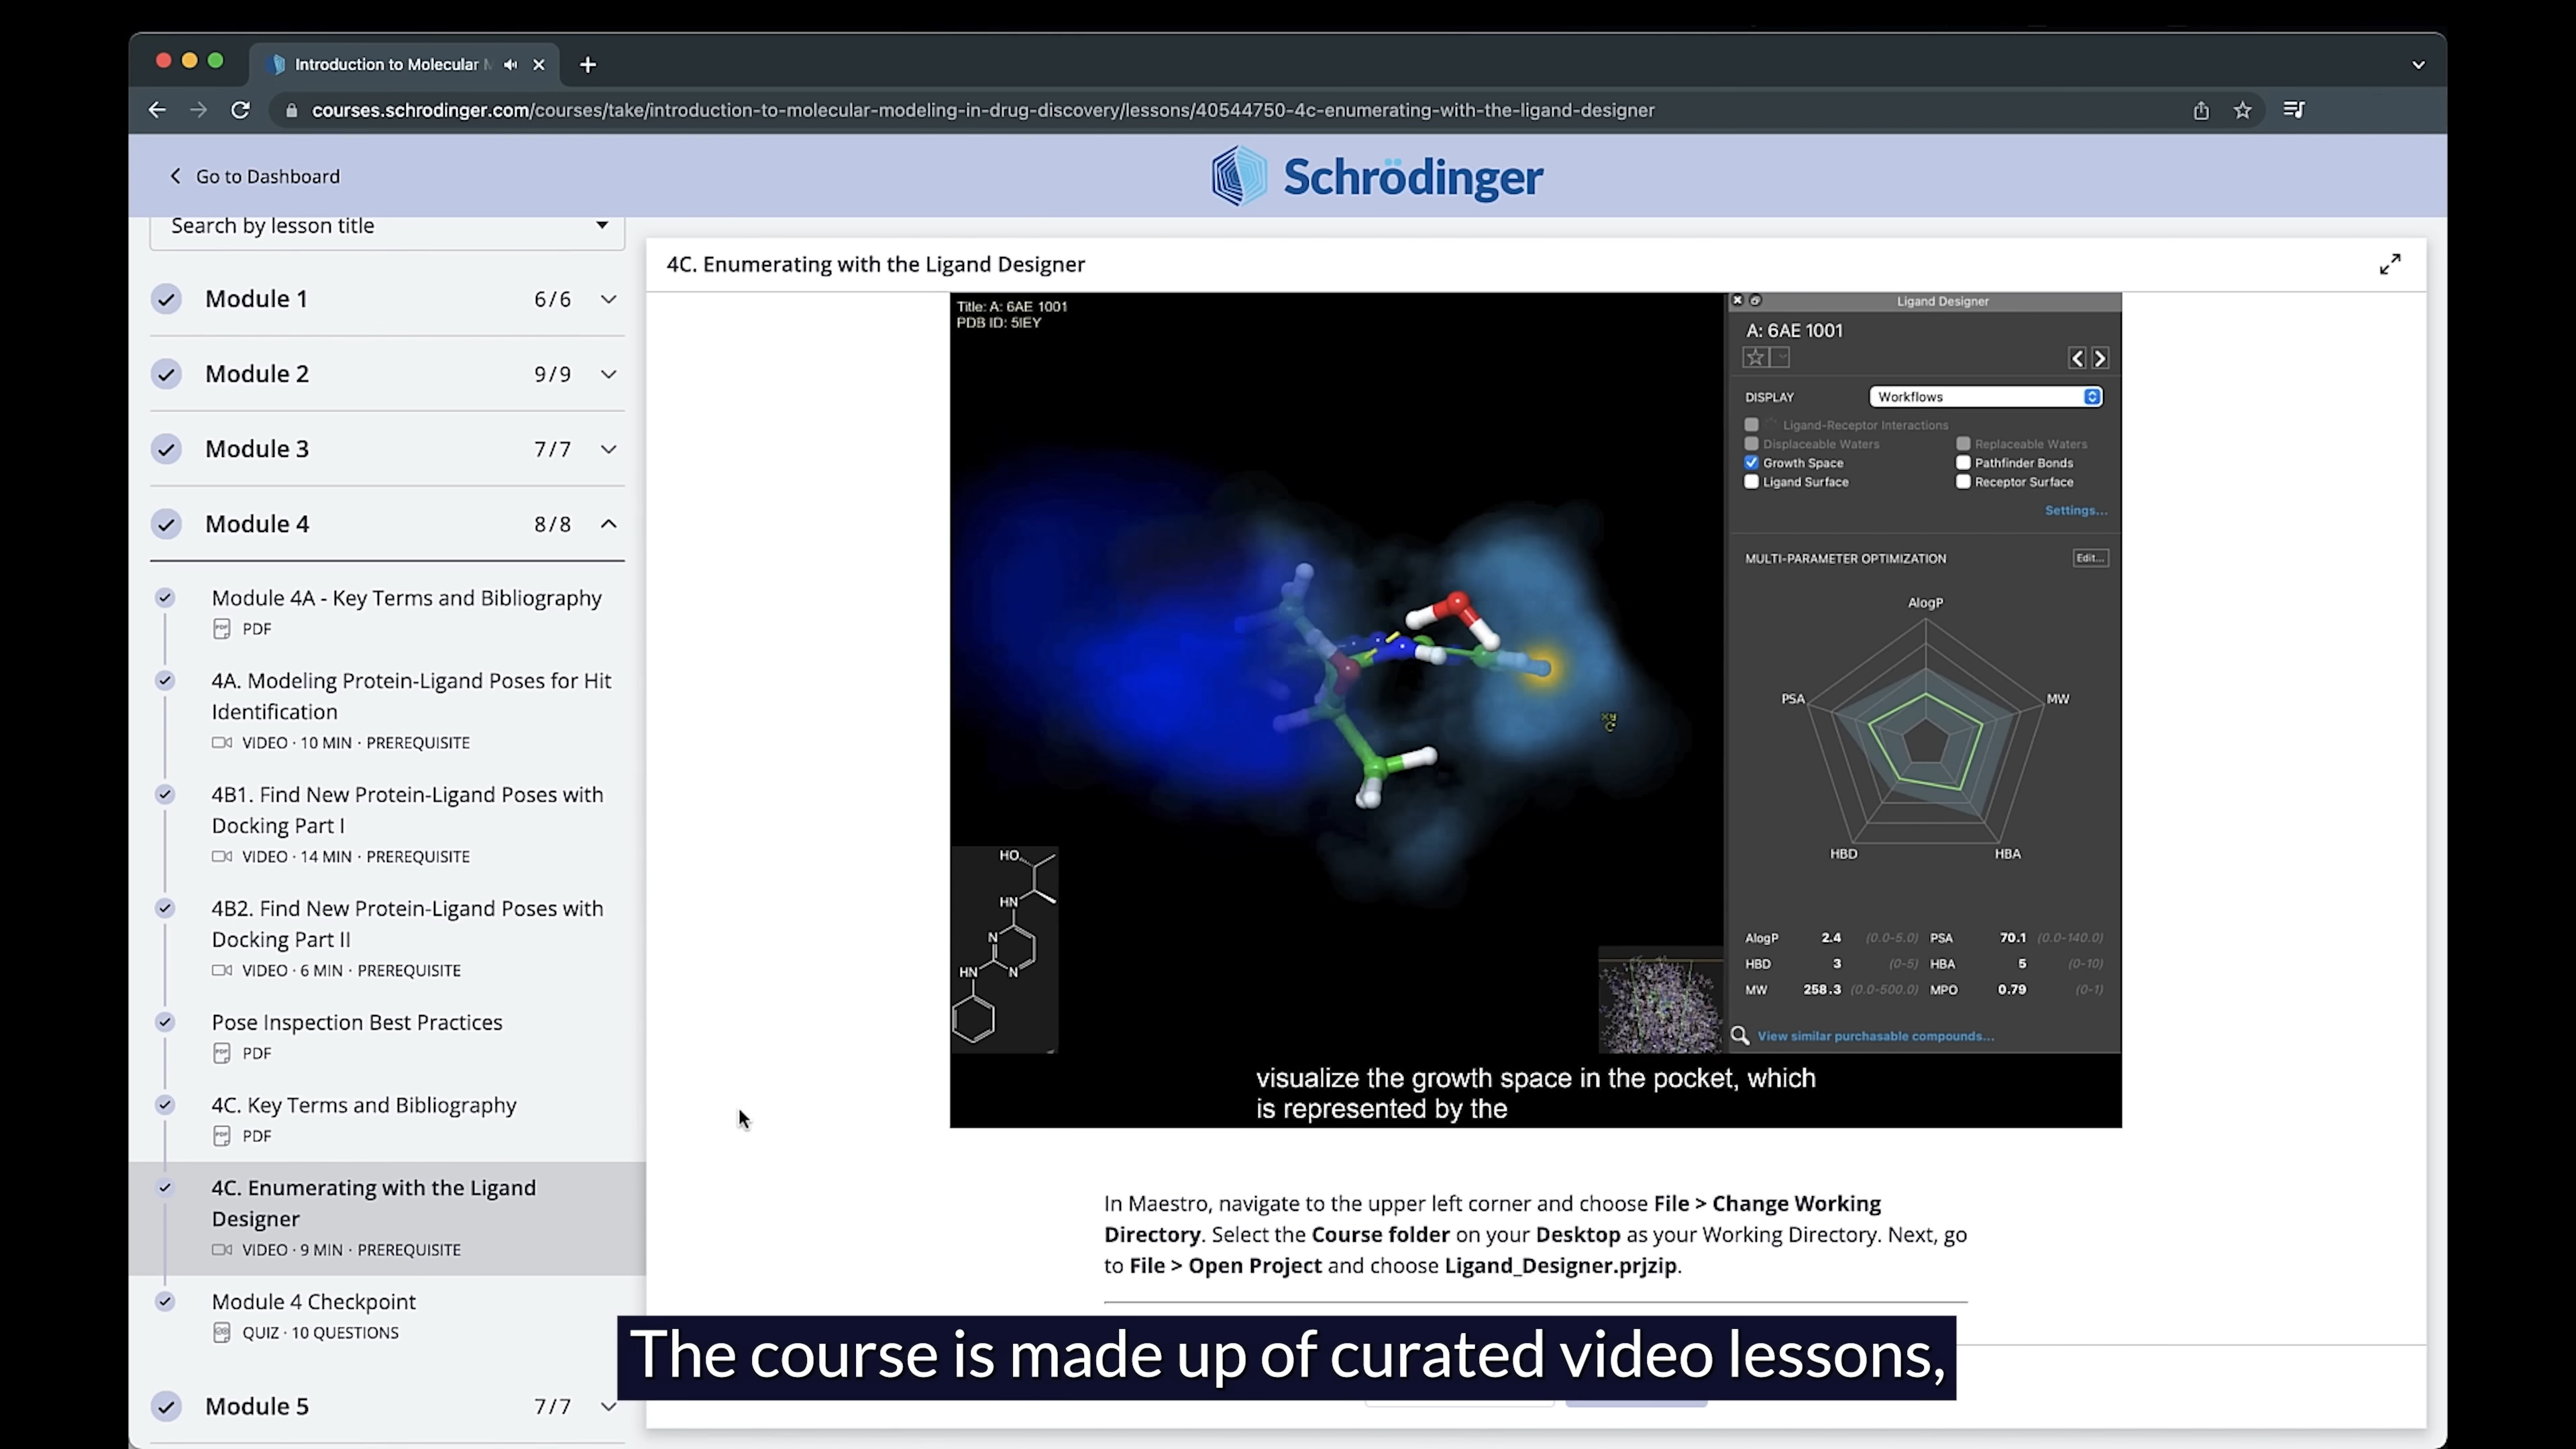 Introduction to Molecular M
courses.schrodinger.com/courses/take/introduction-to-molecular-modeling-in-drug-discovery/lessons/40544750-4c-enumerating-with-the-ligand-designer
Go to Dashboard
Schrödinger
Search by lesson title
Module 1 6/6
Module 2 9/9
Module 3 7/7
Module 4 8/8
Module 4A - Key Terms and Bibliography
PDF
4A. Modeling Protein-Ligand Poses for Hit
Identification
VIDEO · 10 MIN · PREREQUISITE
4B1. Find New Protein-Ligand Poses with
Docking Part I
VIDEO · 14 MIN · PREREQUISITE
4B2. Find New Protein-Ligand Poses with
Docking Part II
VIDEO · 6 MIN · PREREQUISITE
Pose Inspection Best Practices
PDF
4C. Key Terms and Bibliography
PDF
4C. Enumerating with the Ligand
Designer
VIDEO · 9 MIN · PREREQUISITE
Module 4 Checkpoint
QUIZ · 10 QUESTIONS
Module 5 7/7
4C. Enumerating with the Ligand Designer
Title: A: 6AE 1001
PDB ID: 5IEY
HO
HN
N
HN
N
Ligand Designer
A: 6AE 1001
DISPLAY Workflows
Ligand-Receptor Interactions
Displaceable Waters Replaceable Waters
Growth Space Pathfinder Bonds
Ligand Surface Receptor Surface
Settings...
MULTI-PARAMETER OPTIMIZATION Edit...
AlogP
PSA MW
HBD HBA
AlogP 2.4 (0.0-5.0) PSA 70.1 (0.0-140.0)
HBD 3 (0-5) HBA 5 (0-10)
MW 258.3 (0.0-500.0) MPO 0.79 (0-1)
View similar purchasable compounds...
visualize the growth space in the pocket, which
is represented by the
In Maestro, navigate to the upper left corner and choose File > Change Working
Directory. Select the Course folder on your Desktop as your Working Directory. Next, go
to File > Open Project and choose Ligand_Designer.prjzip.
The course is made up of curated video lessons,